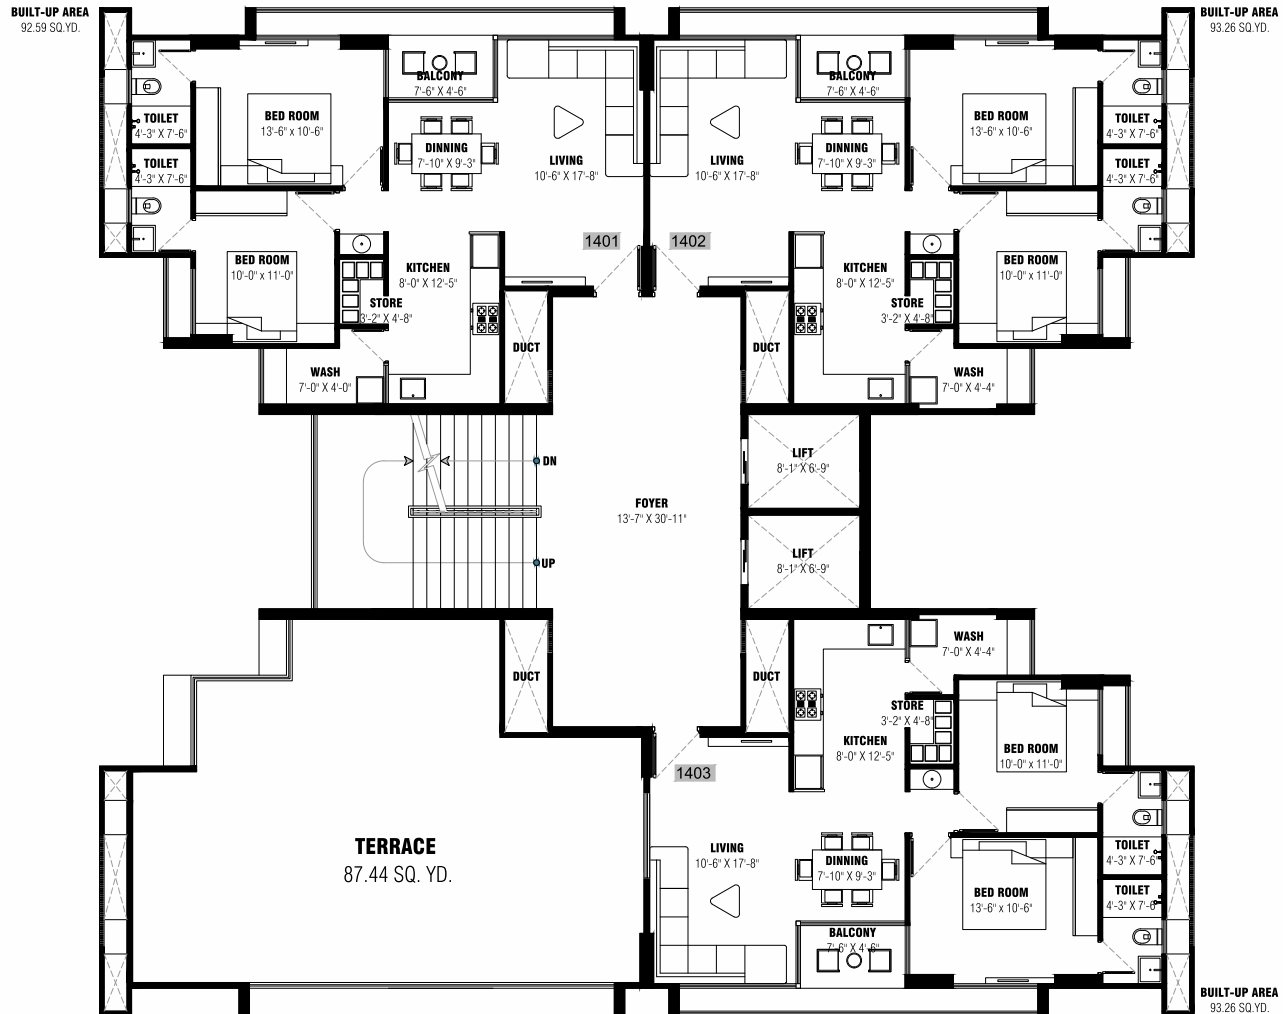 BUILT-UP AREA
92.59 SQ.YD.
BUILT-UP AREA
93.26 SQ.YD.
BALCONY
7'-6" X 4'-6"
BALCONY
7'-6" X 4'-6"
TOILET
4'-3" X 7'-6"
BED ROOM
13'-6" x 10'-6"
DINNING
7'-10" X 9'-3"
LIVING
10'-6" X 17'-8"
LIVING
10'-6" X 17'-8"
DINNING
7'-10" X 9'-3"
BED ROOM
13'-6" x 10'-6"
TOILET
4'-3" X 7'-6"
TOILET
4'-3" X 7'-6"
TOILET
4'-3" X 7'-6"
1401
1402
BED ROOM
10'-0" x 11'-0"
KITCHEN
8'-0" X 12'-5"
KITCHEN
8'-0" X 12'-5"
BED ROOM
10'-0" x 11'-0"
STORE
3'-2" X 4'-8"
STORE
3'-2" X 4'-8"
DUCT
DUCT
WASH
7'-0" X 4'-0"
WASH
7'-0" X 4'-4"
DN
LIFT
8'-1" X 6'-9"
FOYER
13'-7" X 30'-11"
UP
LIFT
8'-1" X 6'-9"
WASH
7'-0" X 4'-4"
DUCT
DUCT
STORE
3'-2" X 4'-8"
KITCHEN
8'-0" X 12'-5"
BED ROOM
10'-0" x 11'-0"
1403
TERRACE
87.44 SQ. YD.
LIVING
10'-6" X 17'-8"
DINNING
7'-10" X 9'-3"
TOILET
4'-3" X 7'-6"
BED ROOM
13'-6" x 10'-6"
TOILET
4'-3" X 7'-6
BALCONY
7'-6" X 4'-6"
BUILT-UP AREA
93.26 SQ.YD.